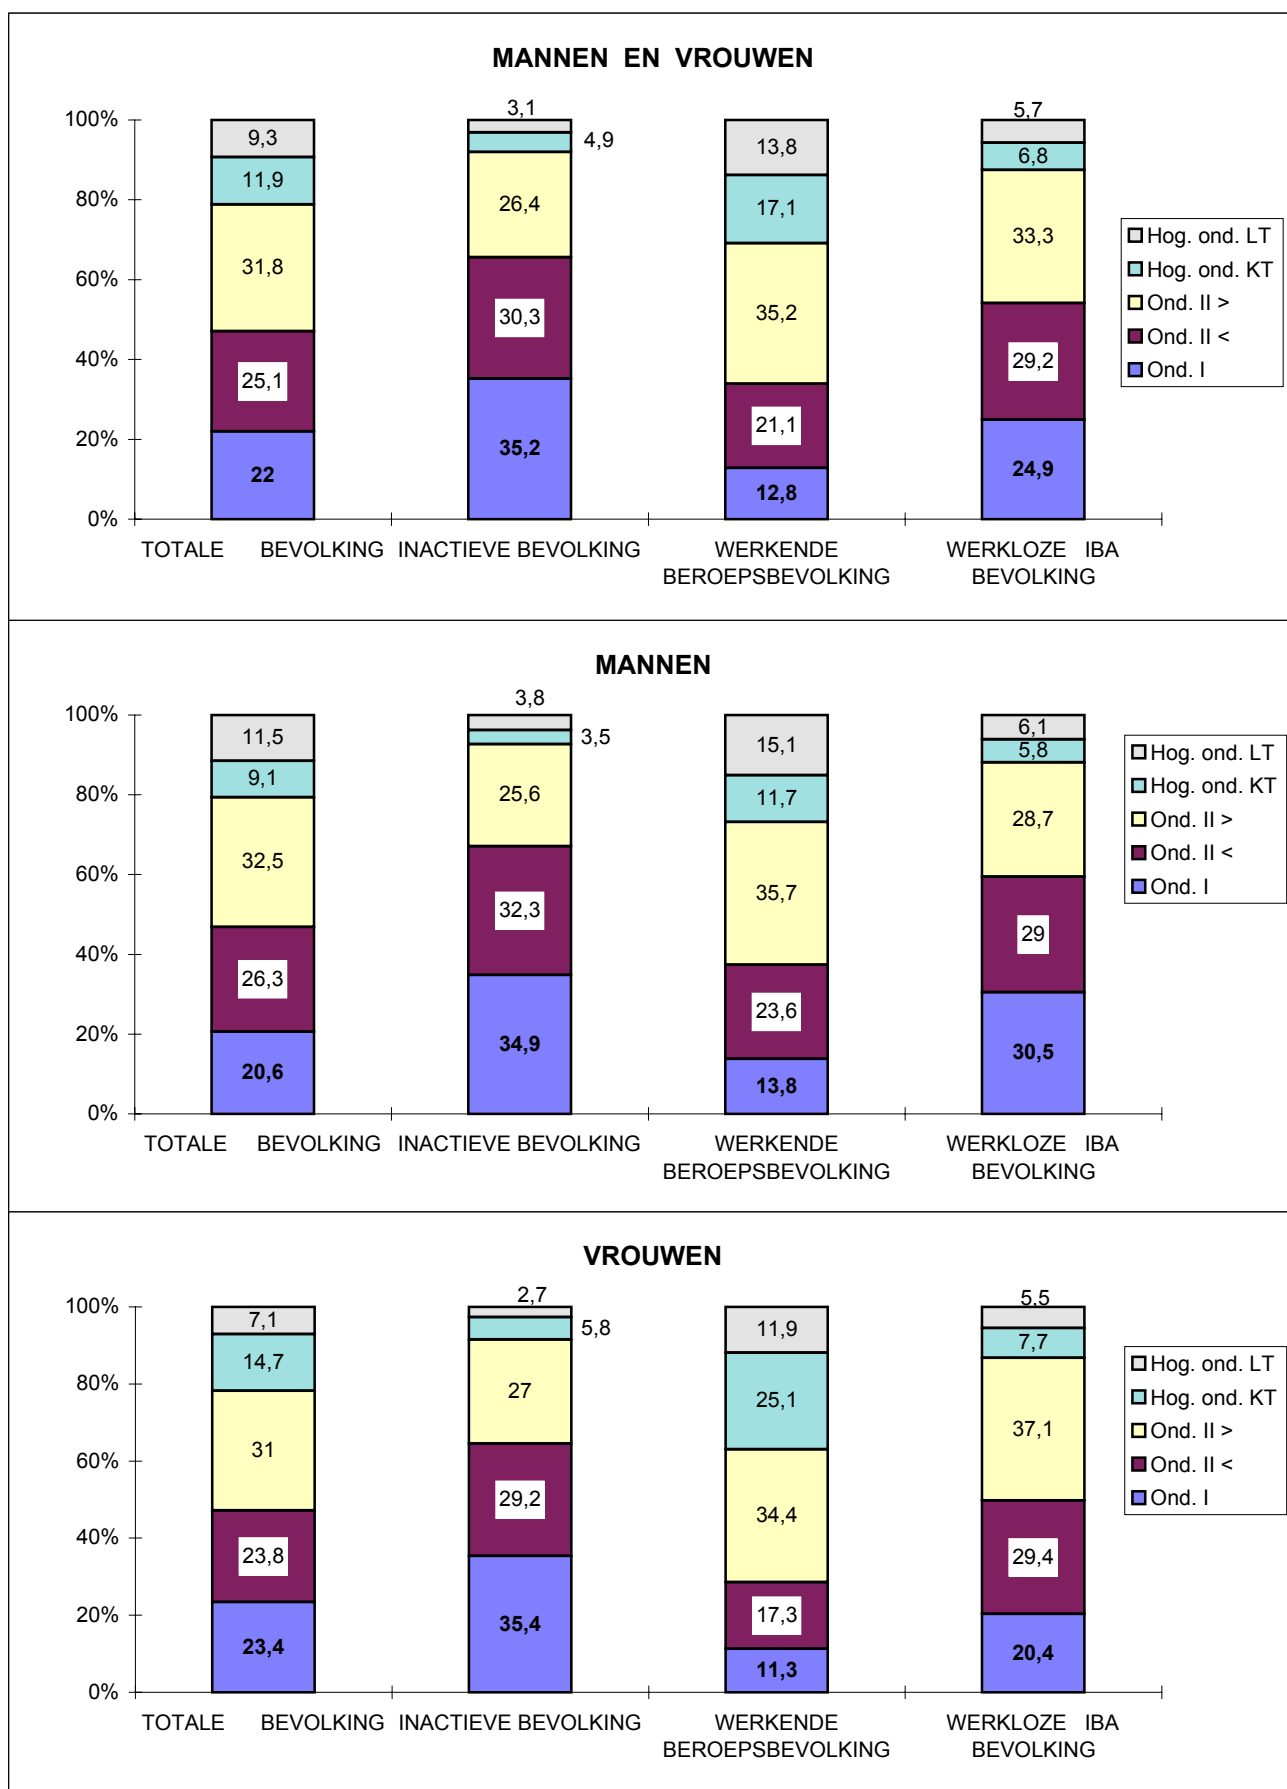 MANNEN EN VROUWEN
3,1
5,7
100%
9,3
4,9
13,8
6,8
11,9
80%
26,4
17,1
33,3
Hog. ond. LT
31,8
Hog. ond. KT
60%
30,3
35,2
Ond. II >
Ond. II <
40%
25,1
29,2
Ond. I
21,1
20%
35,2
22
12,8
24,9
0%
TOTALE BEVOLKING
INACTIEVE BEVOLKING
WERKENDE
BEROEPSBEVOLKING
WERKLOZE IBA
BEVOLKING
MANNEN
3,8
100%
11,5
3,5
15,1
6,1
5,8
9,1
80%
25,6
11,7
28,7
Hog. ond. LT
32,5
Hog. ond. KT
60%
32,3
35,7
Ond. II >
Ond. II <
40%
26,3
29
Ond. I
23,6
20%
34,9
20,6
13,8
30,5
0%
TOTALE BEVOLKING
INACTIEVE BEVOLKING
WERKENDE
BEROEPSBEVOLKING
WERKLOZE IBA
BEVOLKING
VROUWEN
2,7
5,5
100%
7,1
5,8
11,9
7,7
14,7
80%
27
25,1
37,1
Hog. ond. LT
31
Hog. ond. KT
60%
29,2
34,4
Ond. II >
Ond. II <
40%
23,8
29,4
Ond. I
17,3
20%
35,4
23,4
11,3
20,4
0%
TOTALE BEVOLKING
INACTIEVE BEVOLKING
WERKENDE
BEROEPSBEVOLKING
WERKLOZE IBA
BEVOLKING